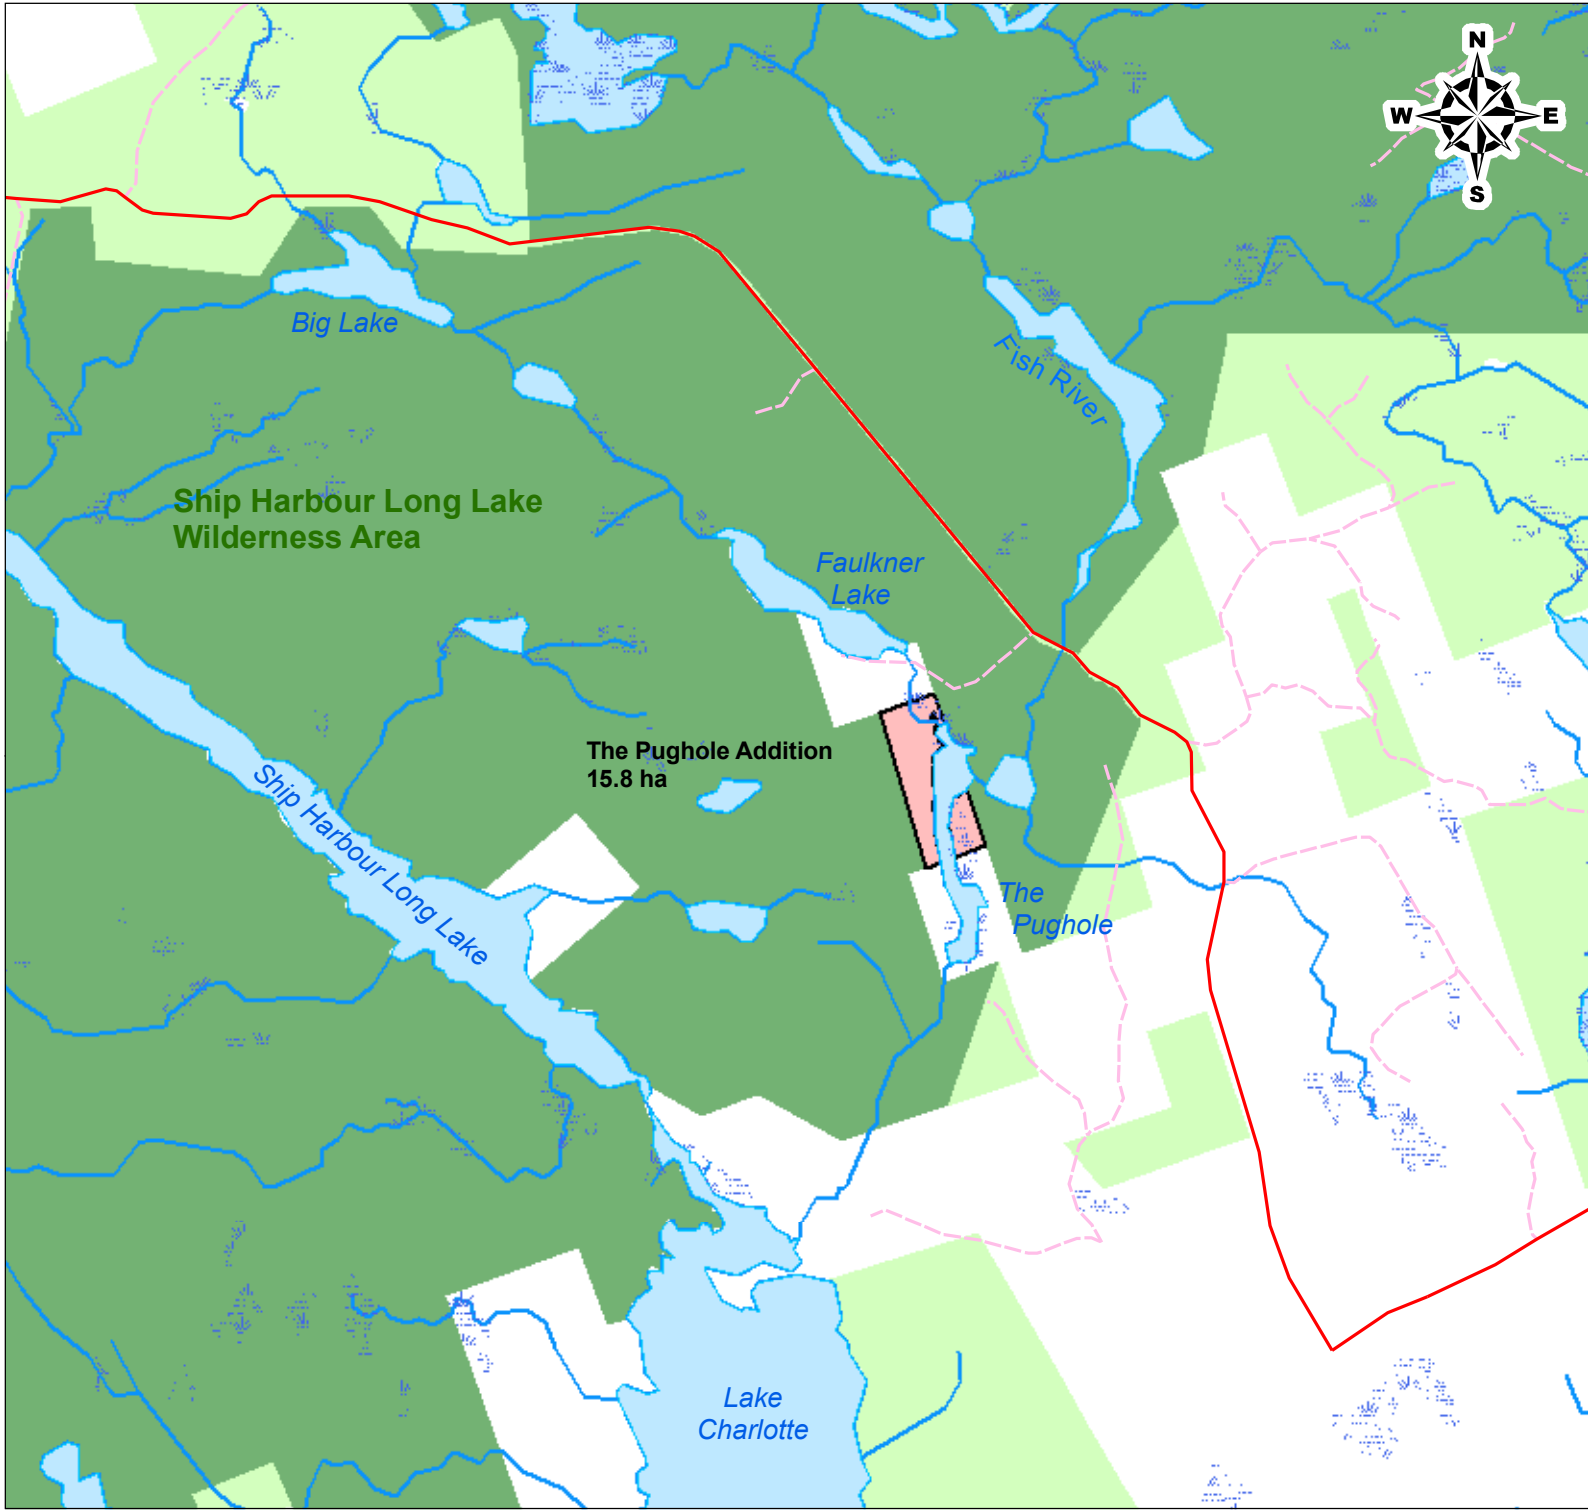 N
W
E
S
Big Lake
Fish River
Ship Harbour Long Lake
Wilderness Area
Faulkner
Lake
The Pughole Addition
15.8 ha
Ship Harbour Long Lake
The
Pughole
Lake
Charlotte